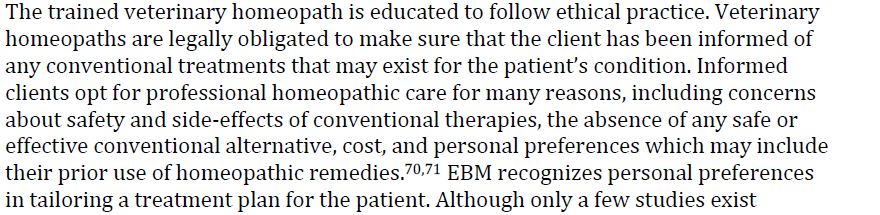 The trained veterinary homeopath is educated to follow ethical practice. Veterinary
homeopaths are legally obligated to make sure that the client has been informed of
any conventional treatments that may exist for the patient’s condition. Informed
clients opt for professional homeopathic care for many reasons, including concerns
about safety and side-effects of conventional therapies, the absence of any safe or
effective conventional alternative, cost, and personal preferences which may include
their prior use of homeopathic remedies.⁷⁰,⁷¹ EBM recognizes personal preferences
in tailoring a treatment plan for the patient. Although only a few studies exist